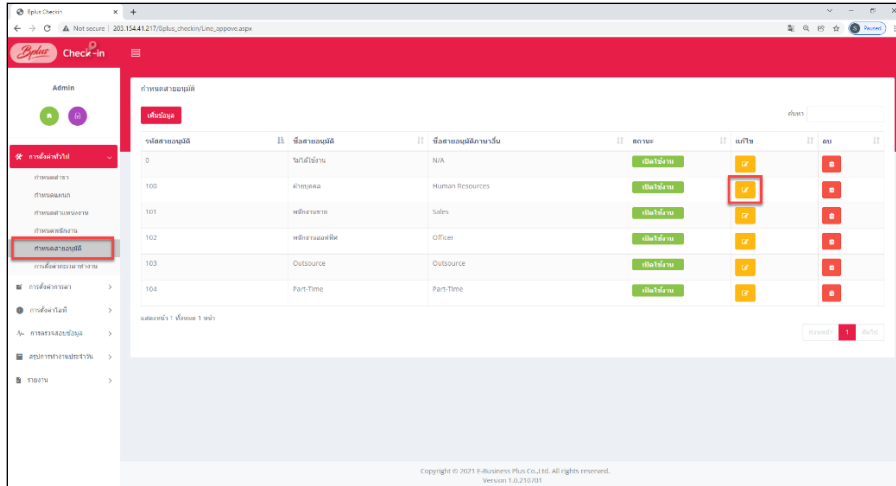 Bplus Checkin
Not secure | 203.154.41.217/Bplus_checkin/Line_appove.aspx
Paused
Bplus Check-in
Admin
กำหนดสายอนุมัติ
เพิ่มข้อมูล
ค้นหา
รหัสสายอนุมัติ ชื่อสายอนุมัติ ชื่อสายอนุมัติภาษาอื่น สถานะ แก้ไข ลบ
0 ไม่ได้ใช้งาน N/A เปิดใช้งาน
100 ฝ่ายบุคคล Human Resources เปิดใช้งาน
101 พนักงานขาย Sales เปิดใช้งาน
102 พนักงานออฟฟิศ Officer เปิดใช้งาน
103 Outsource Outsource เปิดใช้งาน
104 Part-Time Part-Time เปิดใช้งาน
แสดงหน้า 1 ทั้งหมด 1 หน้า
ก่อนหน้า 1 ถัดไป
การตั้งค่าทั่วไป
กำหนดสาขา
กำหนดแผนก
กำหนดตำแหน่งงาน
กำหนดพนักงาน
กำหนดสายอนุมัติ
การตั้งค่าระยะเวลาทำงาน
การตั้งค่าการลา
การตั้งค่าโอที
การตรวจสอบข้อมูล
สรุปการทำงานประจำวัน
รายงาน
Copyright © 2021 E-Business Plus Co.,Ltd. All rights reserved.
Version 1.0.210701